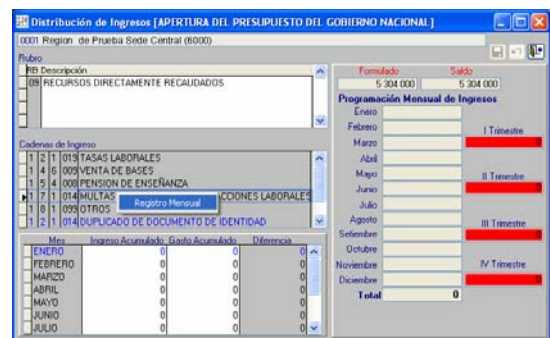 Distribución de Ingresos [APERTURA DEL PRESUPUESTO DEL GOBIERNO NACIONAL]
0001 Region de Prueba Sede Central (6000)
Rubro
RB Descripción
09 RECURSOS DIRECTAMENTE RECAUDADOS
Cadenas de Ingreso
1 2 1 019 TASAS LABORALES
1 4 6 009 VENTA DE BASES
1 5 4 008 PENSION DE ENSEÑANZA
1 7 1 014 MULTAS ACCIONES LABORALES
Registro Mensual
1 8 1 099 OTROS
1 2 1 014 DUPLICADO DE DOCUMENTO DE IDENTIDAD
Mes Ingreso Acumulado Gasto Acumulado Diferencia
ENERO 0 0 0
FEBRERO 0 0 0
MARZO 0 0 0
ABRIL 0 0 0
MAYO 0 0 0
JUNIO 0 0 0
JULIO 0 0 0
Formulado Saldo
5 304 000 5 304 000
Programación Mensual de Ingresos
Enero
Febrero I Trimestre
Marzo 0
Abril
Mayo II Trimestre
Junio 0
Julio
Agosto III Trimestre
Setiembre 0
Octubre
Noviembre IV Trimestre
Diciembre 0
Total 0